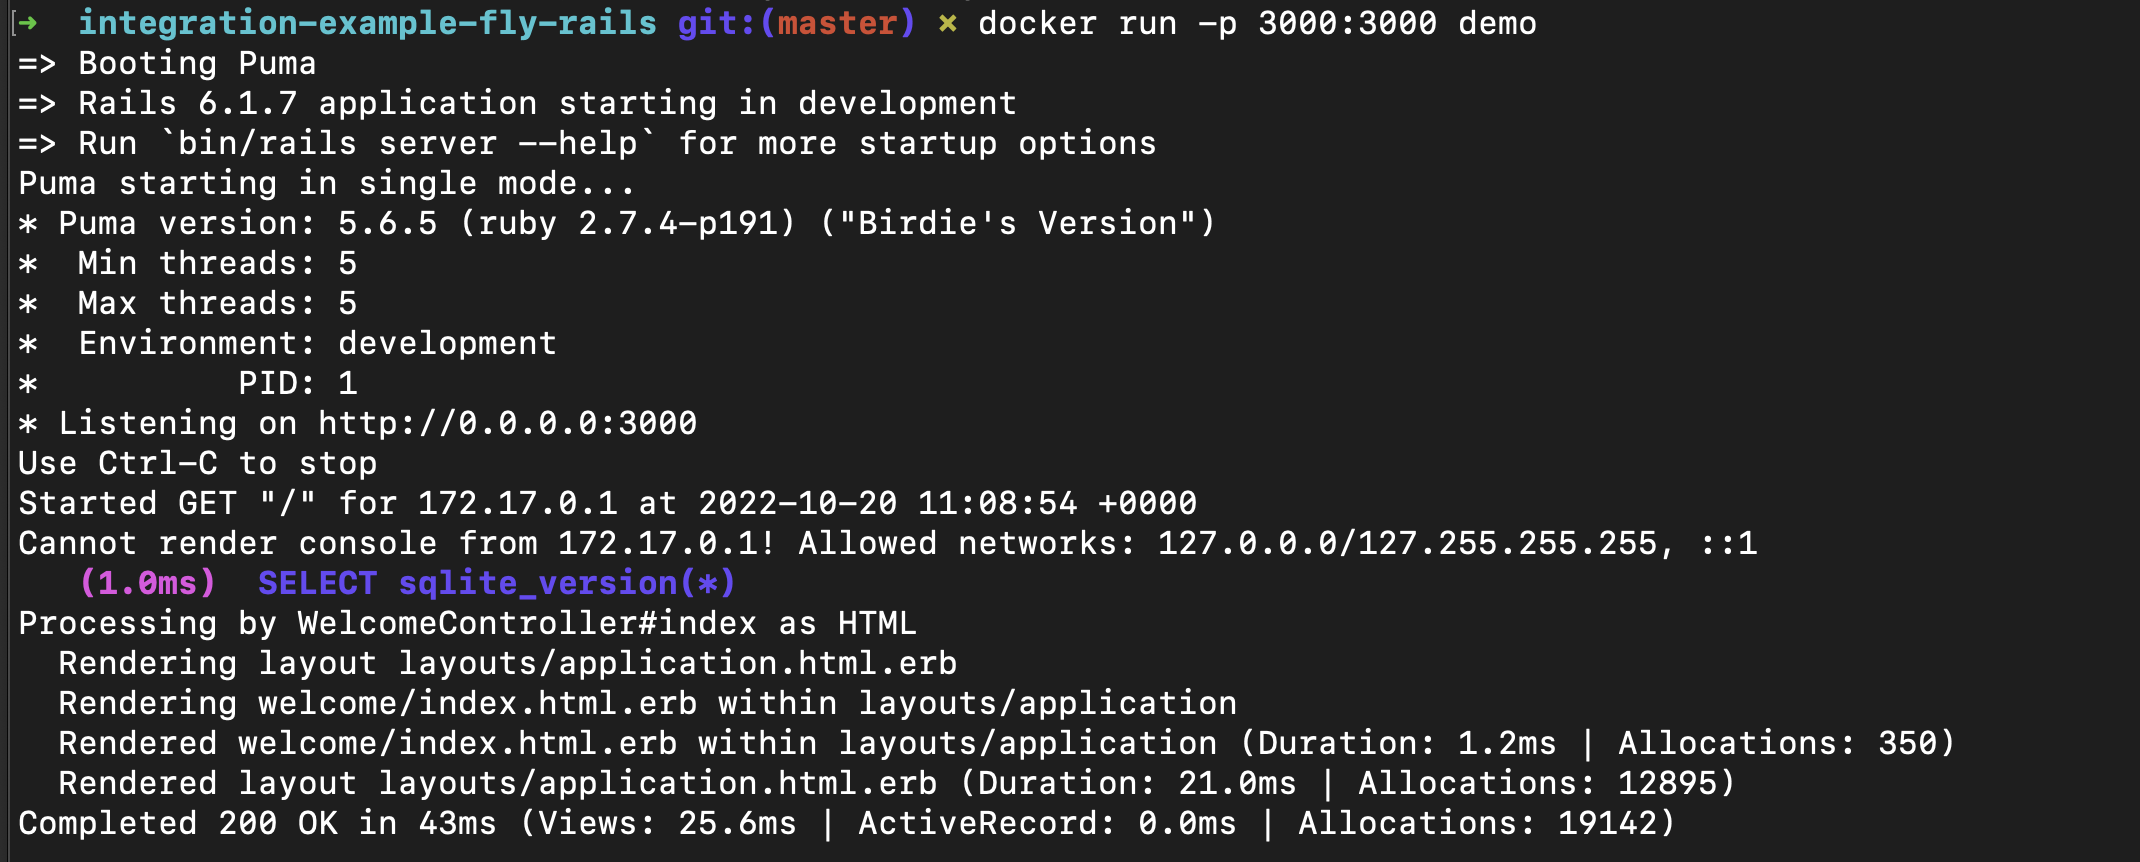 [➜  integration-example-fly-rails git:(master) ✗ docker run -p 3000:3000 demo
=> Booting Puma
=> Rails 6.1.7 application starting in development
=> Run `bin/rails server --help` for more startup options
Puma starting in single mode...
* Puma version: 5.6.5 (ruby 2.7.4-p191) ("Birdie's Version")
*  Min threads: 5
*  Max threads: 5
*  Environment: development
*          PID: 1
* Listening on http://0.0.0.0:3000
Use Ctrl-C to stop
Started GET "/" for 172.17.0.1 at 2022-10-20 11:08:54 +0000
Cannot render console from 172.17.0.1! Allowed networks: 127.0.0.0/127.255.255.255, ::1
   (1.0ms)  SELECT sqlite_version(*)
Processing by WelcomeController#index as HTML
  Rendering layout layouts/application.html.erb
  Rendering welcome/index.html.erb within layouts/application
  Rendered welcome/index.html.erb within layouts/application (Duration: 1.2ms | Allocations: 350)
  Rendered layout layouts/application.html.erb (Duration: 21.0ms | Allocations: 12895)
Completed 200 OK in 43ms (Views: 25.6ms | ActiveRecord: 0.0ms | Allocations: 19142)